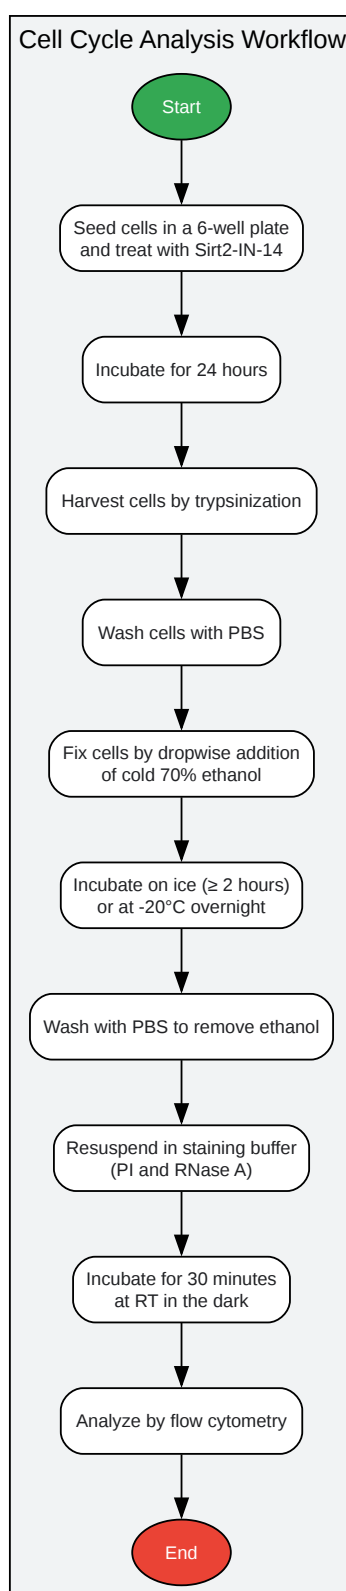 Cell Cycle Analysis Workflow
Start
Seed cells in a 6-well plate
and treat with Sirt2-IN-14
Incubate for 24 hours
Harvest cells by trypsinization
Wash cells with PBS
Fix cells by dropwise addition
of cold 70% ethanol
Incubate on ice (≥ 2 hours)
or at -20°C overnight
Wash with PBS to remove ethanol
Resuspend in staining buffer
(PI and RNase A)
Incubate for 30 minutes
at RT in the dark
Analyze by flow cytometry
End